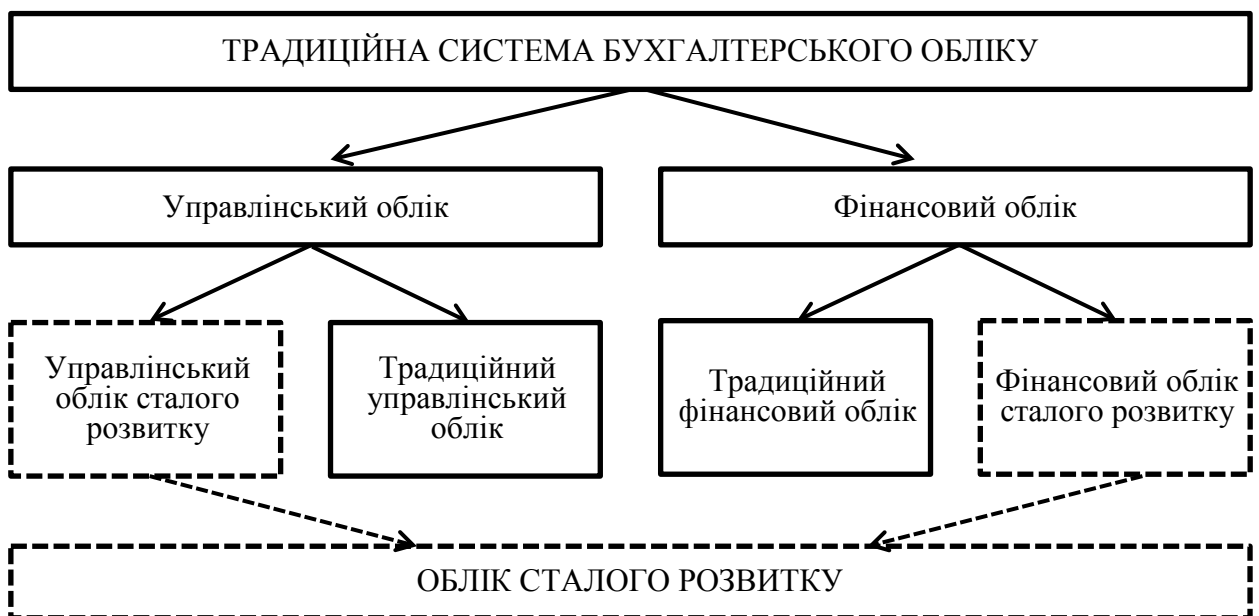 ТРАДИЦІЙНА СИСТЕМА БУХГАЛТЕРСЬКОГО ОБЛІКУ
Управлінський облік
Фінансовий облік
Управлінський
облік сталого
розвитку
Традиційний
управлінський
облік
Традиційний
фінансовий облік
Фінансовий облік
сталого розвитку
ОБЛІК СТАЛОГО РОЗВИТКУ